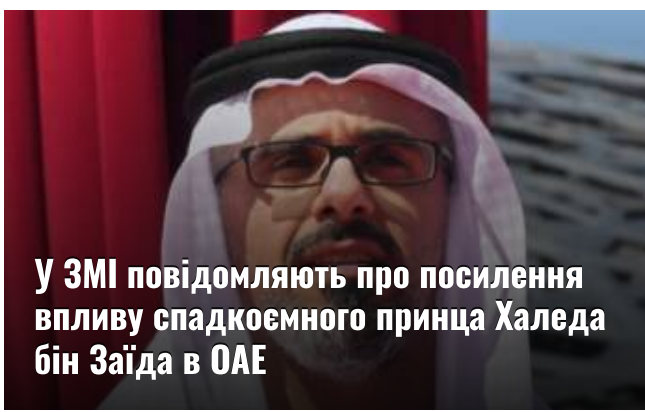 У ЗМІ повідомляють про посилення
впливу спадкоємного принца Халеда
бін Заїда в ОАЕ